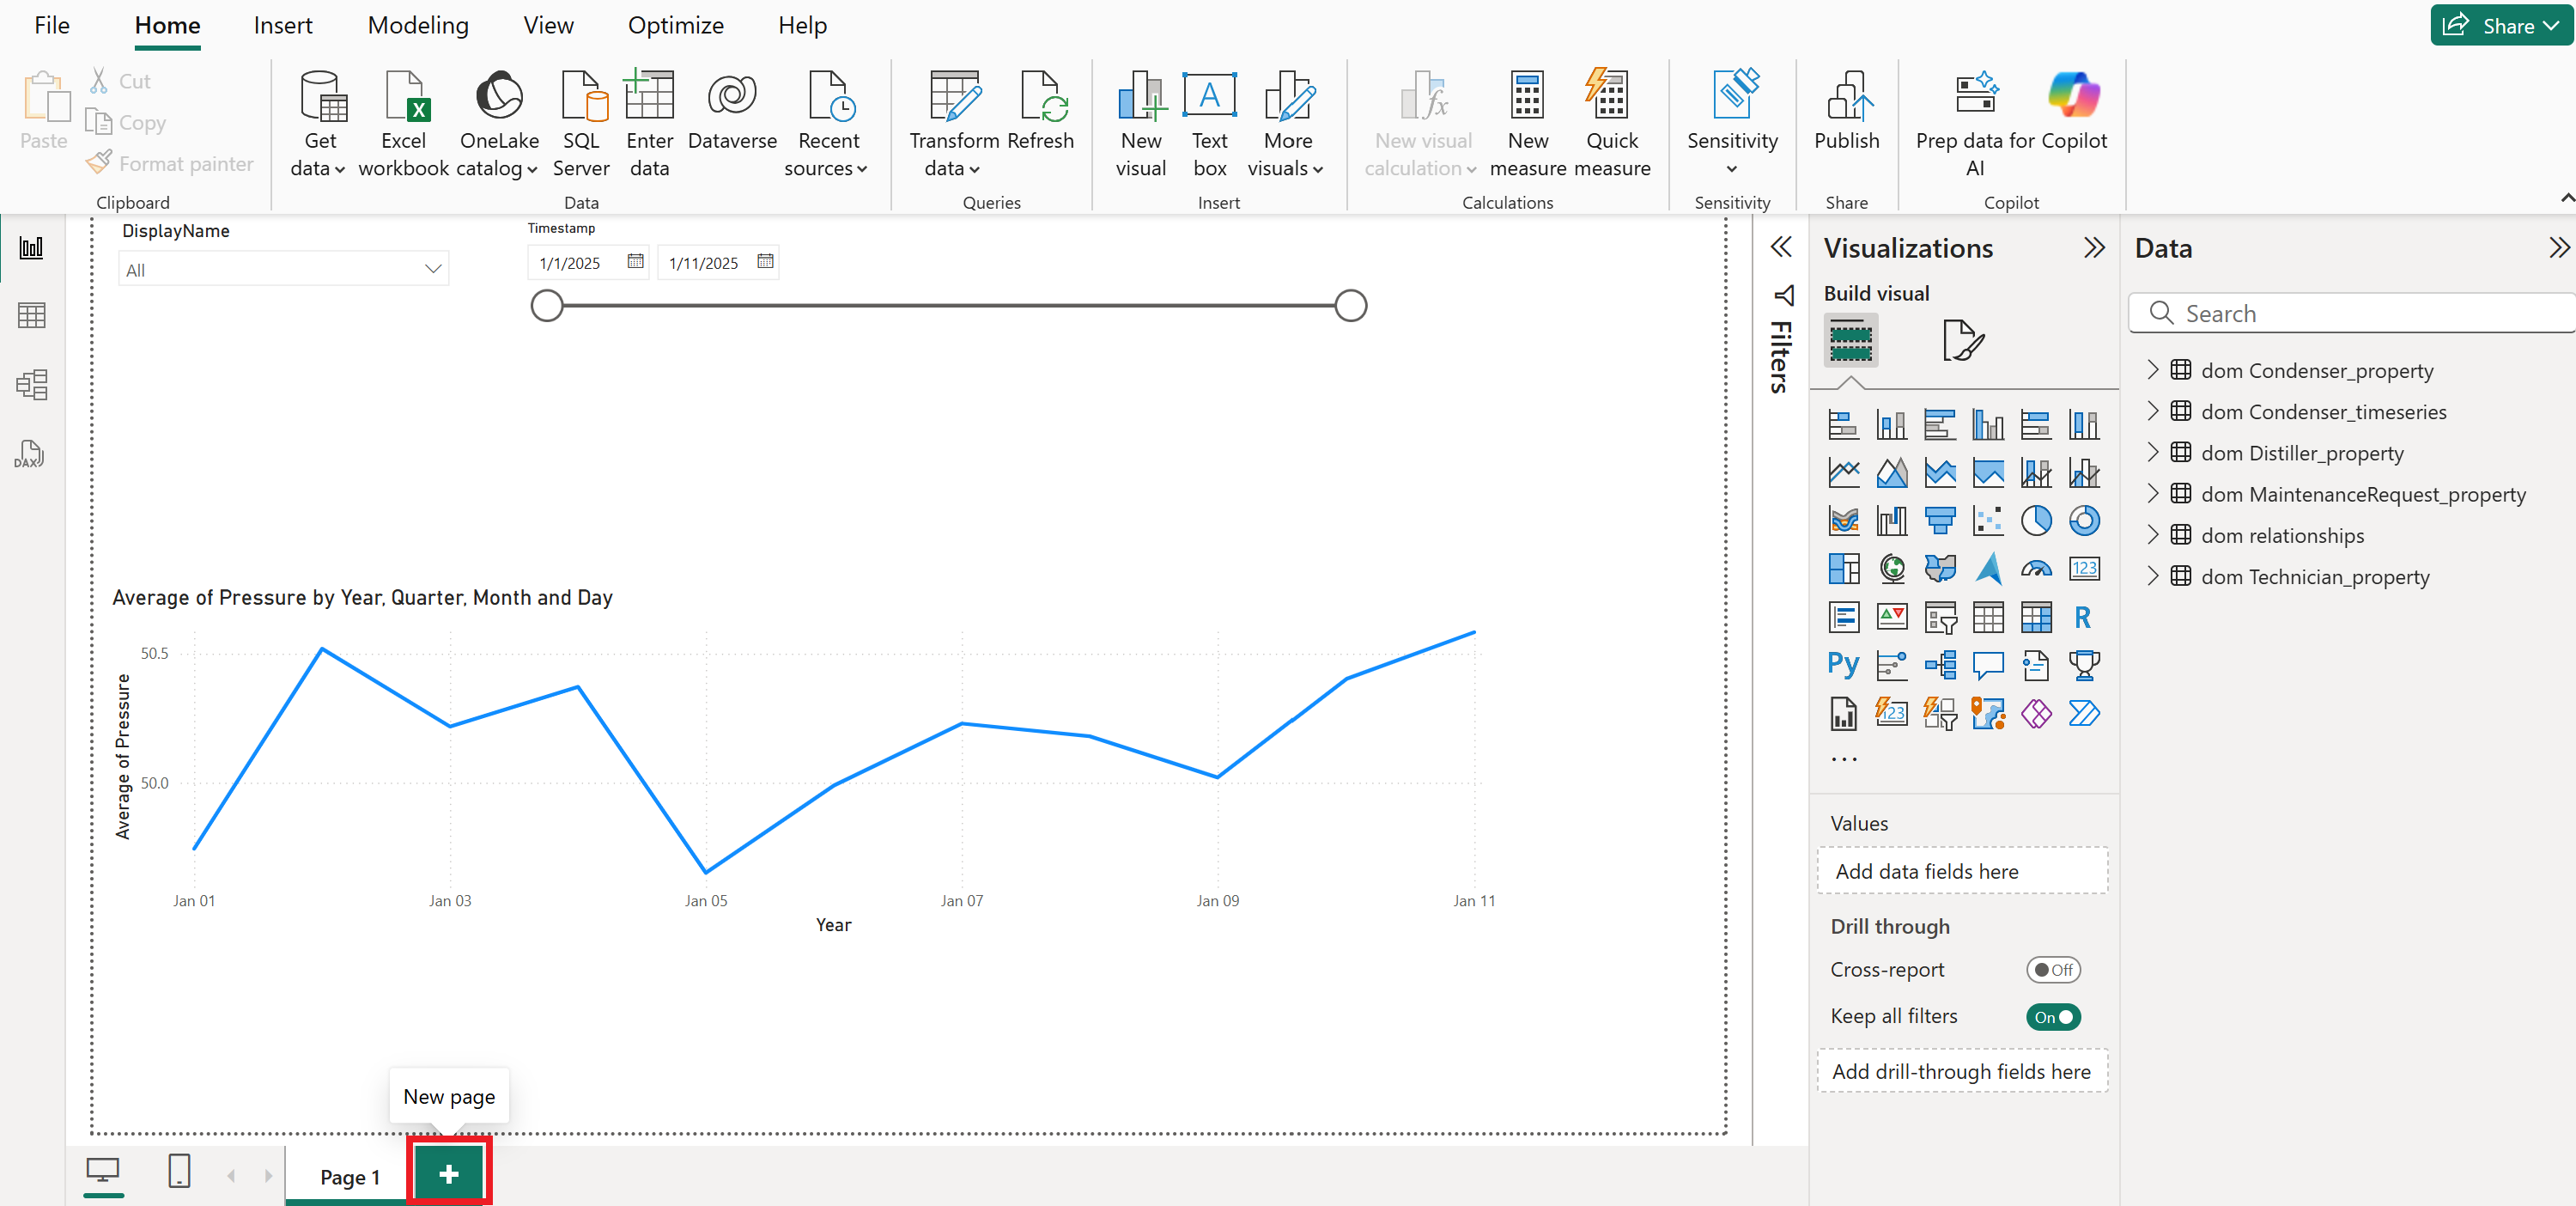 File Home Insert Modeling View Optimize Help Share
Paste
Cut
Copy
Format painter
Clipboard
Get data
Excel workbook
OneLake catalog
SQL Server
Enter data
Dataverse
Recent sources
Data
Transform data
Refresh
Queries
New visual
Text box
More visuals
Insert
New visual calculation
New measure
Quick measure
Calculations
Sensitivity
Sensitivity
Publish
Share
Prep data for AI
Copilot
Copilot
DAX
DisplayName
All
Timestamp
1/1/2025 1/11/2025
Average of Pressure by Year, Quarter, Month and Day
Average of Pressure
50.5
50.0
Jan 01 Jan 03 Jan 05 Jan 07 Jan 09 Jan 11
Year
New page
Page 1
Filters
Visualizations
Build visual
123
R
Py
123
...
Values
Add data fields here
Drill through
Cross-report Off
Keep all filters On
Add drill-through fields here
Data
Search
dom Condenser_property
dom Condenser_timeseries
dom Distiller_property
dom MaintenanceRequest_property
dom relationships
dom Technician_property